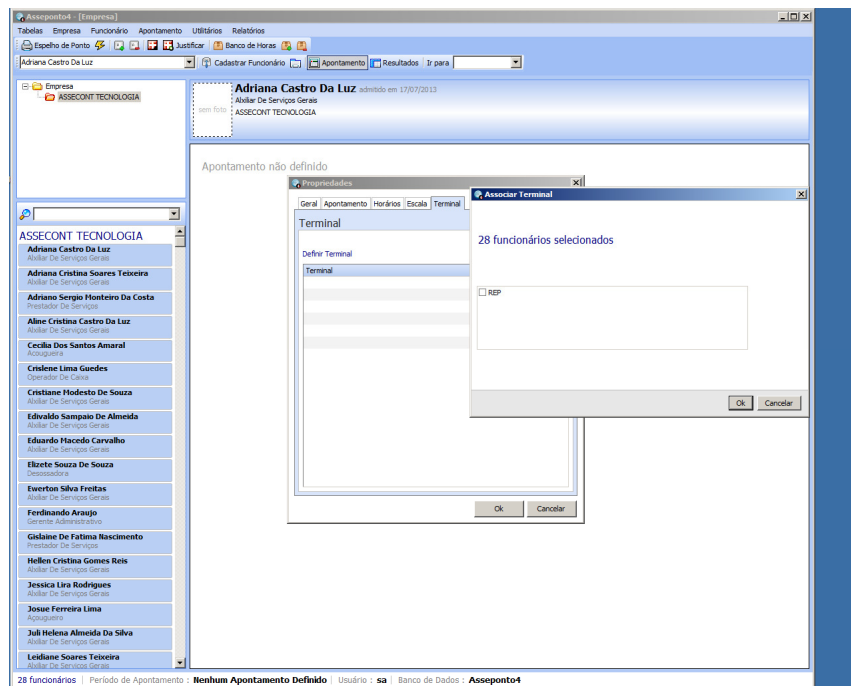 Asseponto4 - [Empresa]
Tabelas Empresa Funcionário Apontamento Utilitários Relatórios
Espelho de Ponto Justificar Banco de Horas
Adriana Castro Da Luz Cadastrar Funcionário Apontamento Resultados Ir para
Empresa
ASSECONT TECNOLOGIA
sem foto
Adriana Castro Da Luz admitido em 17/07/2013
Alxiliar De Serviços Gerais
ASSECONT TECNOLOGIA
Apontamento não definido
Propriedades
Geral Apontamento Horários Escala Terminal
Terminal
Definir Terminal
Terminal
Ok Cancelar
Associar Terminal
28 funcionários selecionados
REP
Ok Cancelar
ASSECONT TECNOLOGIA
Adriana Castro Da Luz
Alxiliar De Serviços Gerais
Adriana Cristina Soares Teixeira
Alxiliar De Serviços Gerais
Adriano Sergio Monteiro Da Costa
Prestador De Serviços
Aline Cristina Castro Da Luz
Alxiliar De Serviços Gerais
Cecilia Dos Santos Amaral
Acougueira
Crislene Lima Guedes
Operador De Caixa
Cristiane Modesto De Souza
Alxiliar De Serviços Gerais
Edivaldo Sampaio De Almeida
Alxiliar De Serviços Gerais
Eduardo Macedo Carvalho
Alxiliar De Serviços Gerais
Elizete Souza De Souza
Desossadora
Ewerton Silva Freitas
Alxiliar De Serviços Gerais
Ferdinando Araujo
Gerente Administrativo
Gislaine De Fatima Nascimento
Prestador De Serviços
Hellen Cristina Gomes Reis
Alxiliar De Serviços Gerais
Jessica Lira Rodrigues
Alxiliar De Serviços Gerais
Josue Ferreira Lima
Açougueiro
Juli Helena Almeida Da Silva
Alxiliar De Serviços Gerais
Leidiane Soares Teixeira
Alxiliar De Serviços Gerais
28 funcionários | Período de Apontamento : Nenhum Apontamento Definido | Usuário : sa | Banco de Dados : Asseponto4